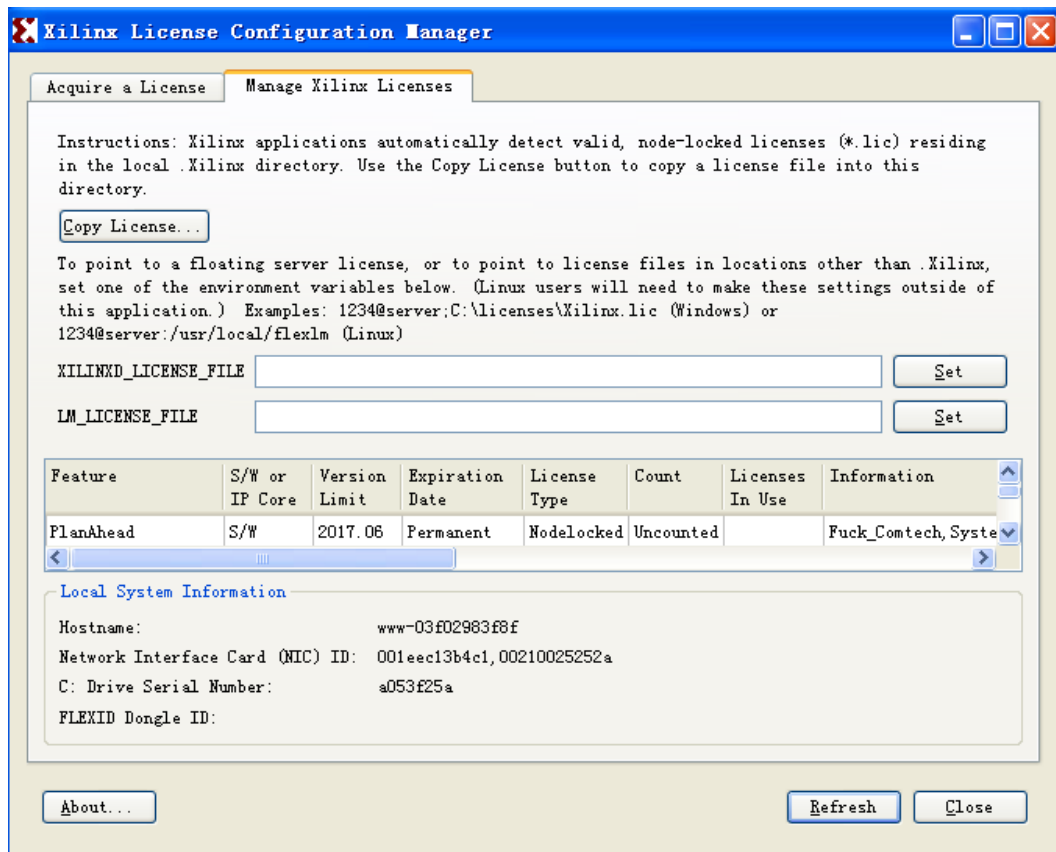 Xilinx License Configuration Manager
Acquire a License
Manage Xilinx Licenses
Instructions: Xilinx applications automatically detect valid, node-locked licenses (*.lic) residing
in the local .Xilinx directory. Use the Copy License button to copy a license file into this
directory.
Copy License...
To point to a floating server license, or to point to license files in locations other than .Xilinx,
set one of the environment variables below. (Linux users will need to make these settings outside of
this application.) Examples: 1234@server;C:\licenses\Xilinx.lic (Windows) or
1234@server:/usr/local/flexlm (Linux)
XILINXD_LICENSE_FILE Set
LM_LICENSE_FILE Set
Feature S/W or IP Core Version Limit Expiration Date License Type Count Licenses In Use Information
PlanAhead S/W 2017.06 Permanent Nodelocked Uncounted Fuck_Comtech,Syste
Local System Information
Hostname: www-03f02983f8f
Network Interface Card (NIC) ID: 001eec13b4c1,00210025252a
C: Drive Serial Number: a053f25a
FLEXID Dongle ID:
About... Refresh Close